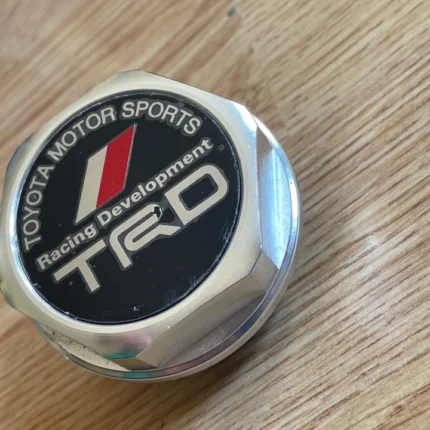 TOYOTA MOTOR SPORTS
Racing Development
TRD